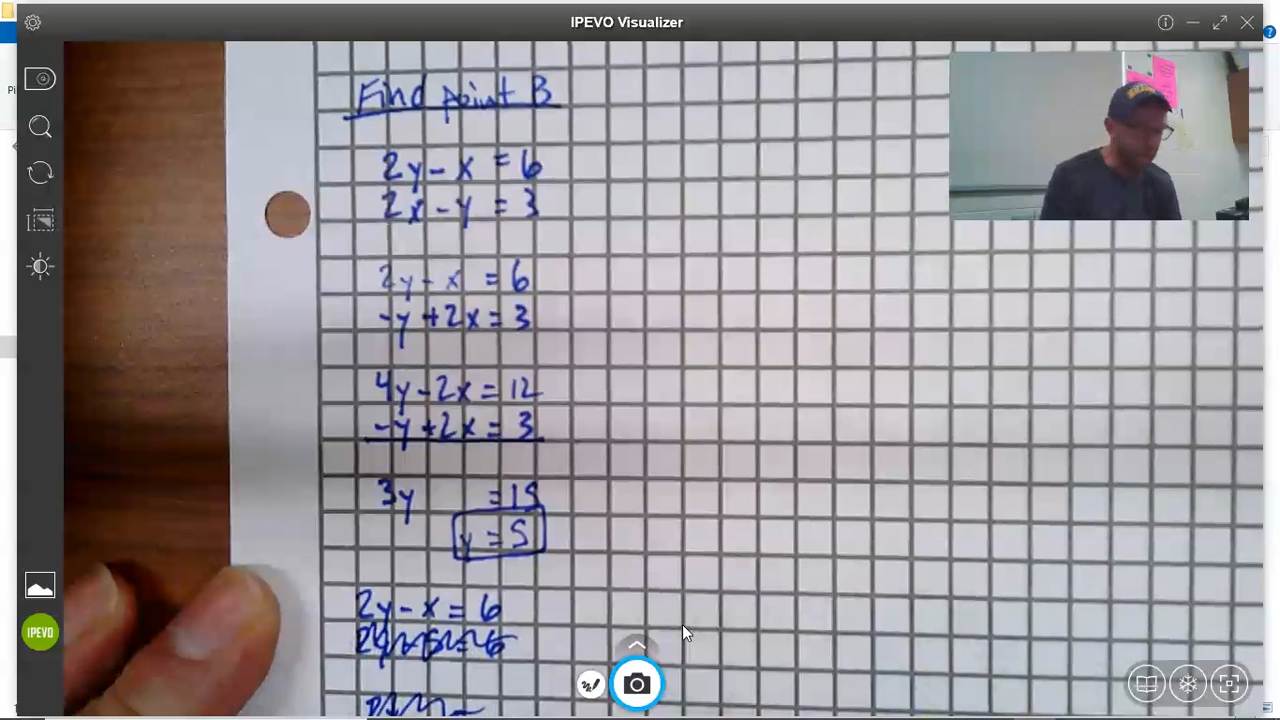 IPEVO Visualizer
Find point B
2y - x = 6
2x - y = 3
2y - x = 6
-y + 2x = 3
4y - 2x = 12
-y + 2x = 3
3y = 15
y = 5
2y - x = 6
IPEVO